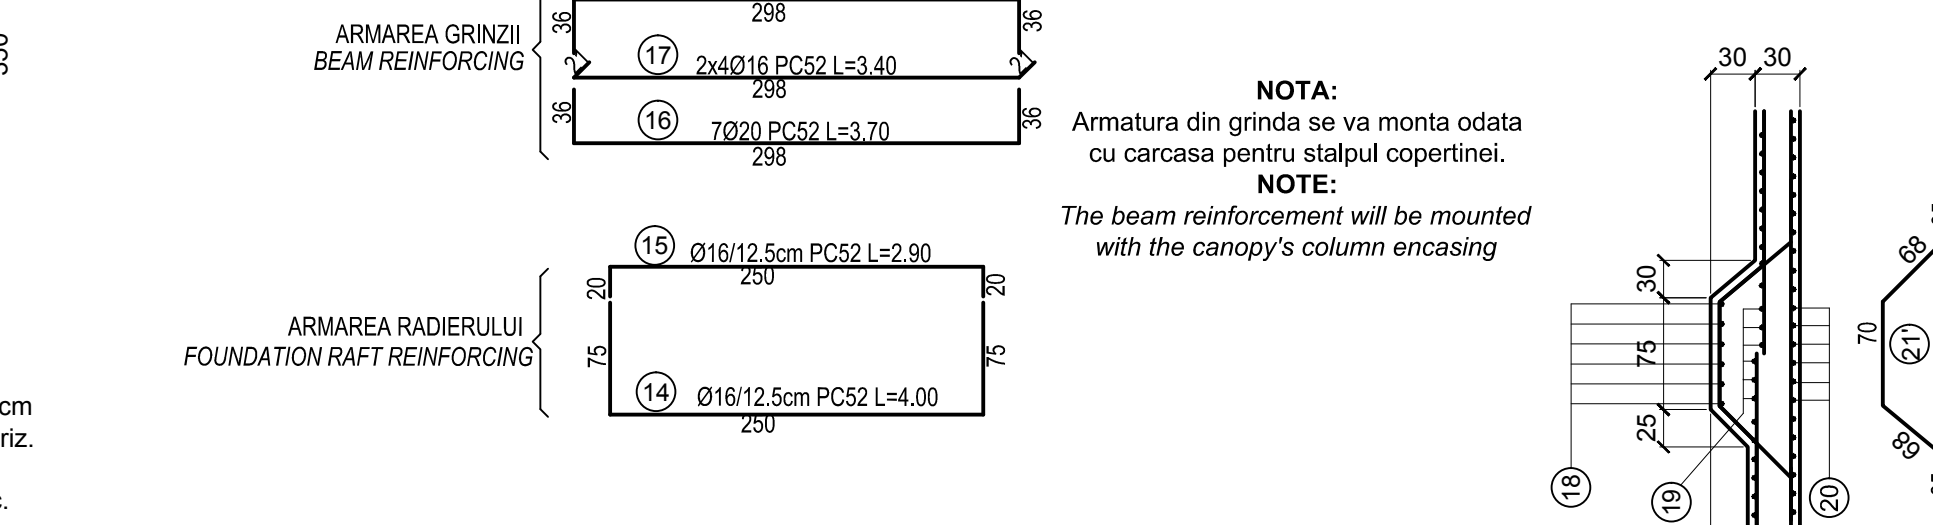 ARMAREA GRINZII
BEAM REINFORCING
36
298
36
17
2x4Ø16 PC52 L=3.40
21
21
298
36
16
7Ø20 PC52 L=3.70
36
298
NOTA:
Armatura din grinda se va monta odata
cu carcasa pentru stalpul copertinei.
NOTE:
The beam reinforcement will be mounted
with the canopy's column encasing
15
Ø16/12.5cm PC52 L=2.90
250
20
20
ARMAREA RADIERULUI
FOUNDATION RAFT REINFORCING
75
75
14
Ø16/12.5cm PC52 L=4.00
250
cm
riz.
30
30
30
75
25
18
19
20
68
70
21'
68